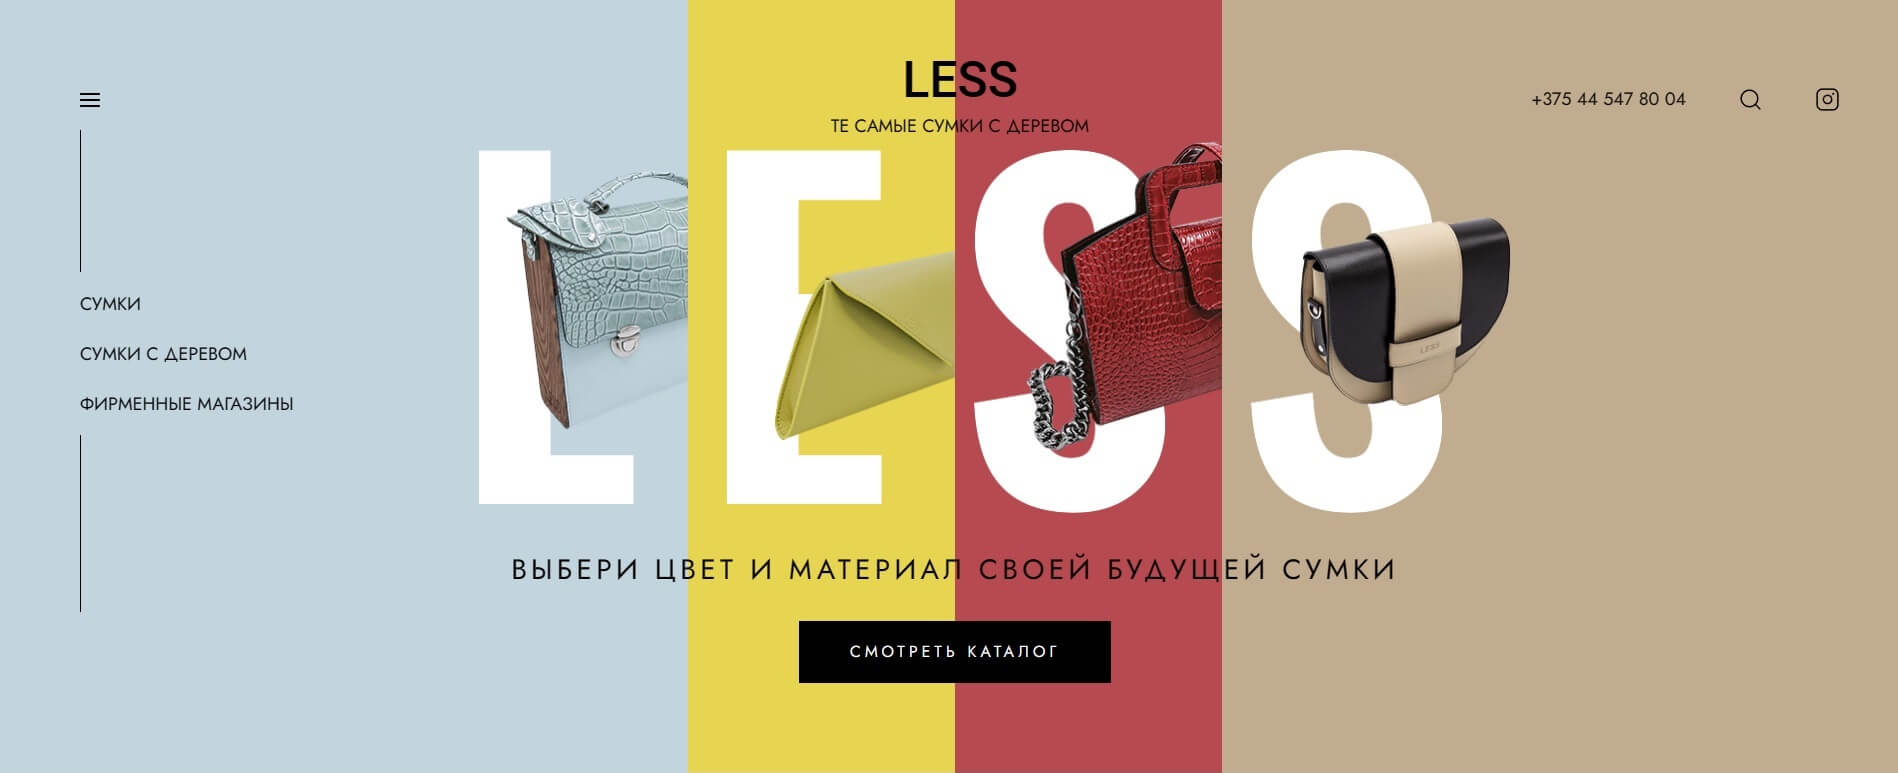 LESS
ТЕ САМЫЕ СУМКИ С ДЕРЕВОМ
+375 44 547 80 04
СУМКИ
СУМКИ С ДЕРЕВОМ
ФИРМЕННЫЕ МАГАЗИНЫ
LESS
LESS
ВЫБЕРИ ЦВЕТ И МАТЕРИАЛ СВОЕЙ БУДУЩЕЙ СУМКИ
СМОТРЕТЬ КАТАЛОГ